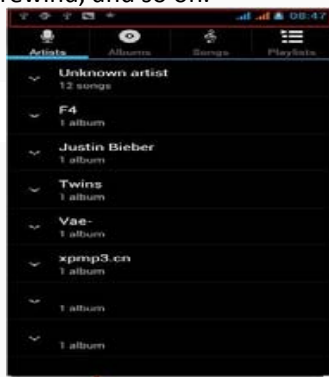 rewind, and so on.
08:47
Artists Albums Songs Playlists
Unknown artist
12 songs
F4
1 album
Justin Bieber
1 album
Twins
1 album
Vae-
1 album
xpmp3.cn
1 album
1 album
1 album